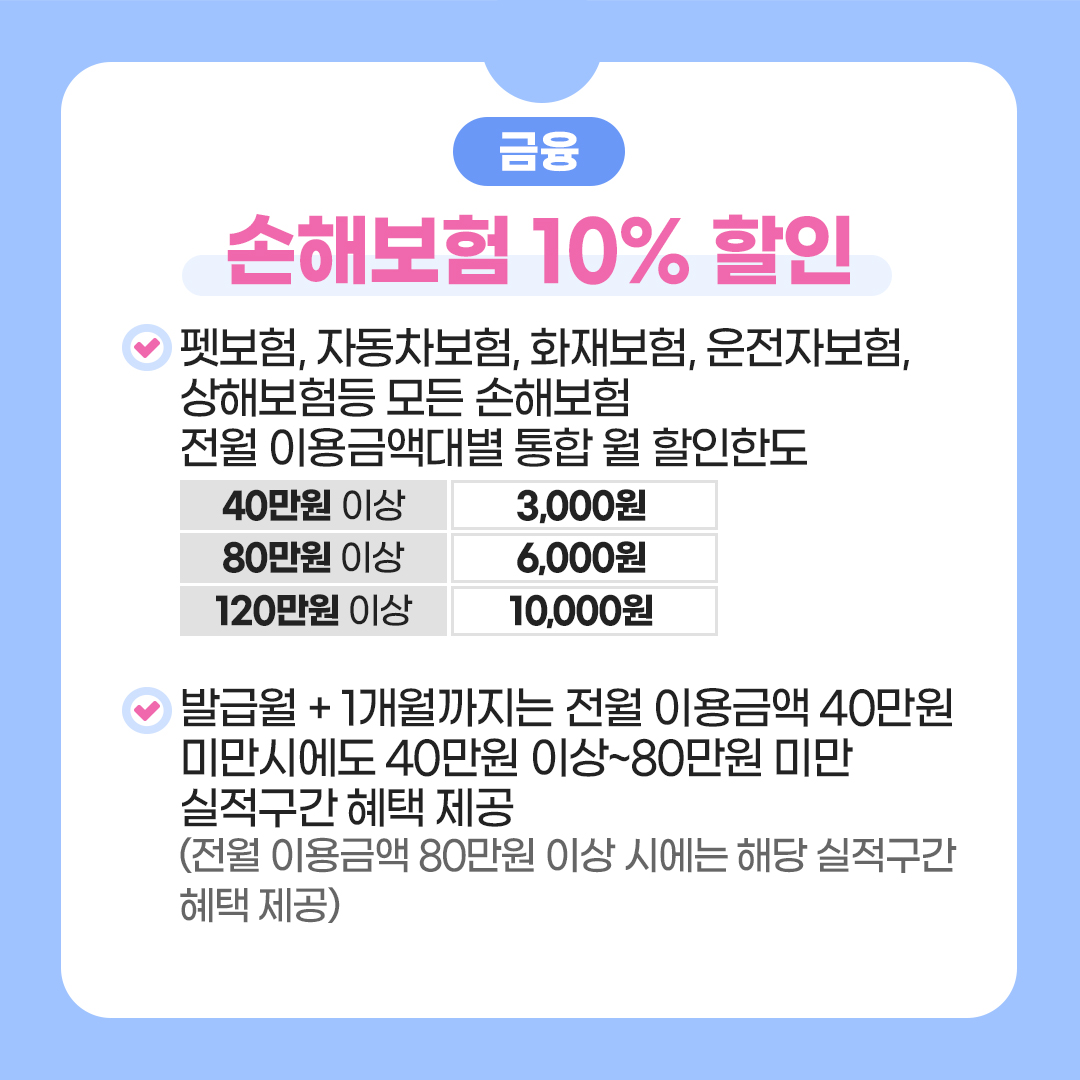 금융
손해보험 10% 할인
펫보험, 자동차보험, 화재보험, 운전자보험,
상해보험등 모든 손해보험
전월 이용금액대별 통합 월 할인한도
40만원 이상 3,000원
80만원 이상 6,000원
120만원 이상 10,000원
발급월 + 1개월까지는 전월 이용금액 40만원
미만시에도 40만원 이상~80만원 미만
실적구간 혜택 제공
(전월 이용금액 80만원 이상 시에는 해당 실적구간
혜택 제공)